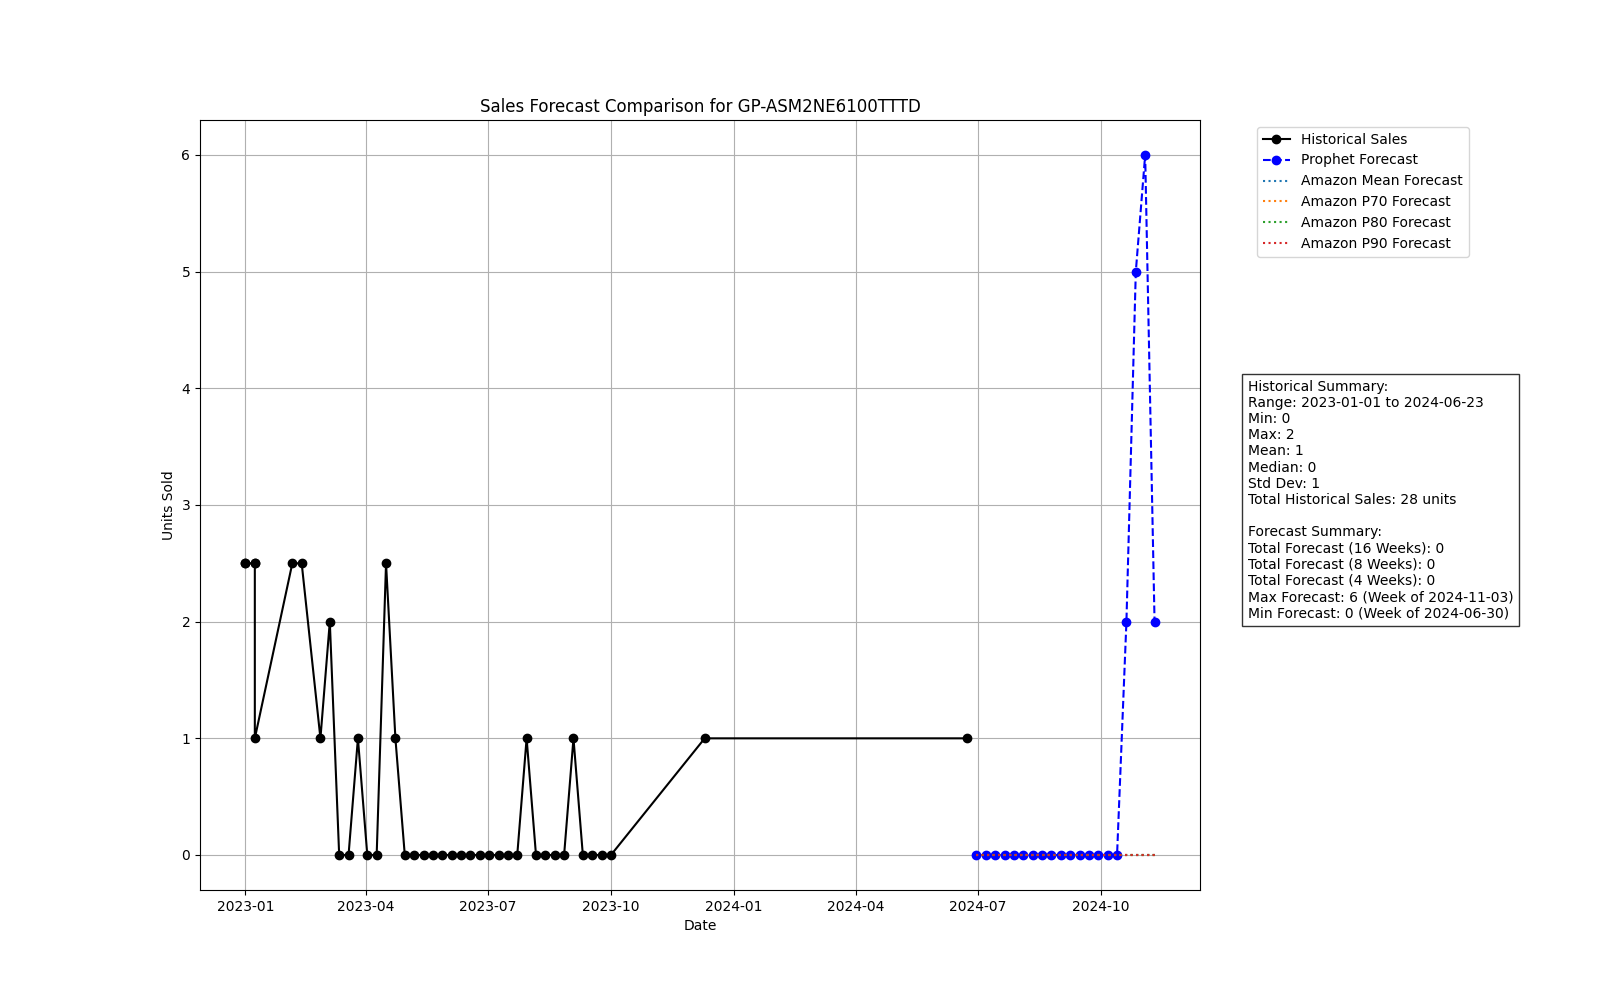 Sales Forecast Comparison for GP-ASM2NE6100TTTD
Units Sold
6
5
4
3
2
1
0
2023-01
2023-04
2023-07
2023-10
2024-01
2024-04
2024-07
2024-10
Date
Historical Sales
Prophet Forecast
Amazon Mean Forecast
Amazon P70 Forecast
Amazon P80 Forecast
Amazon P90 Forecast
Historical Summary:
Range: 2023-01-01 to 2024-06-23
Min: 0
Max: 2
Mean: 1
Median: 0
Std Dev: 1
Total Historical Sales: 28 units
Forecast Summary:
Total Forecast (16 Weeks): 0
Total Forecast (8 Weeks): 0
Total Forecast (4 Weeks): 0
Max Forecast: 6 (Week of 2024-11-03)
Min Forecast: 0 (Week of 2024-06-30)